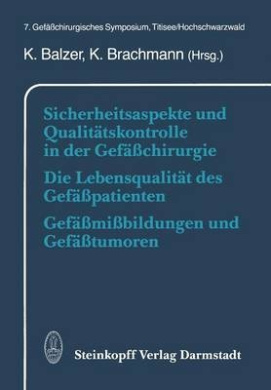 7. Gefäßchirurgisches Symposium, Titisee/Hochschwarzwald
K. Balzer, K. Brachmann (Hrsg.)
Sicherheitsaspekte und
Qualitätskontrolle
in der Gefäßchirurgie
Die Lebensqualität des
Gefäßpatienten
Gefäßmißbildungen und
Gefäßtumoren
Steinkopff Verlag Darmstadt